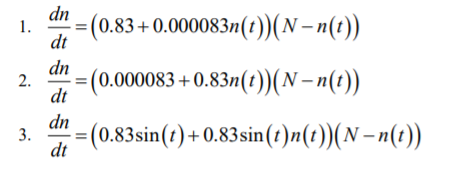 1. dn/dt = (0.83 + 0.000083n(t))(N − n(t))
2. dn/dt = (0.000083 + 0.83n(t))(N − n(t))
3. dn/dt = (0.83sin(t) + 0.83sin(t)n(t))(N − n(t))